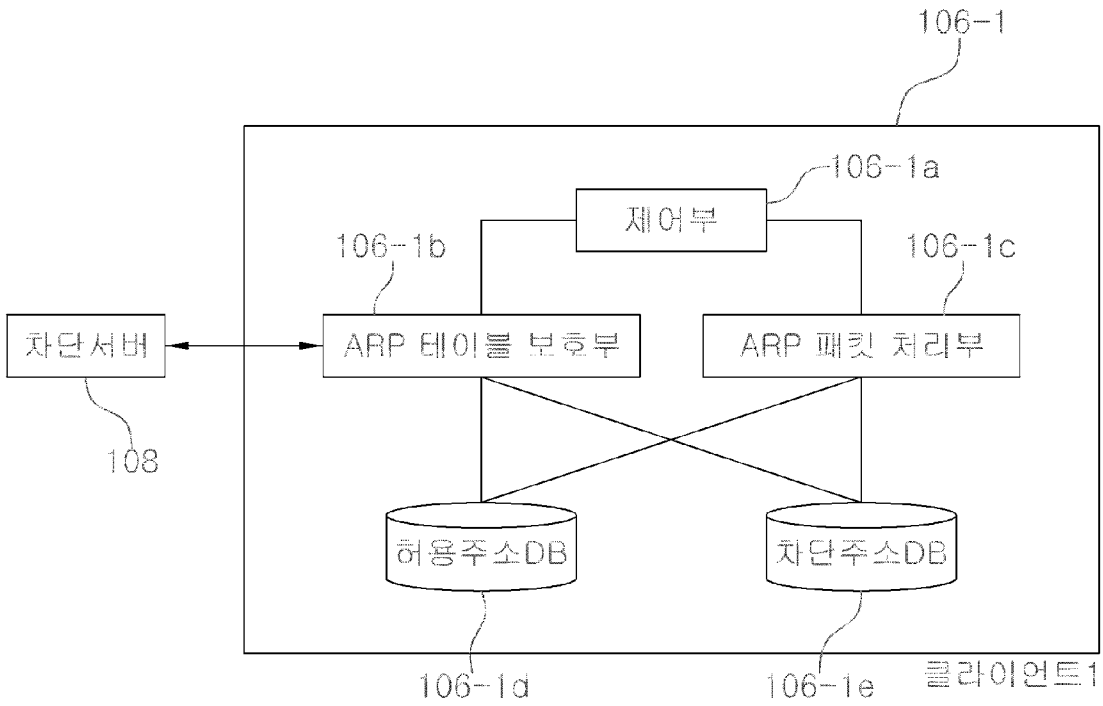 106-1
106-1a
제어부
106-1b
106-1c
차단서버
ARP 테이블 보호부
ARP 패킷 처리부
108
허용주소DB
차단주소DB
106-1d
106-1e
클라이언트1